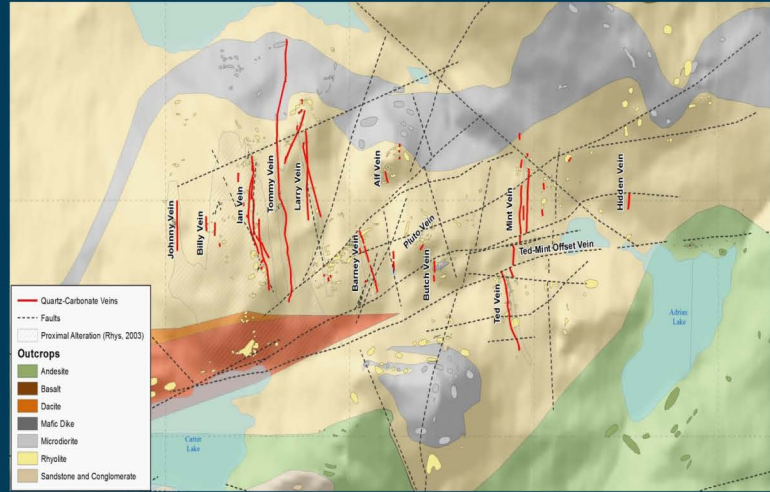 Johnny Vein
Billy Vein
Ian Vein
Tommy Vein
Larry Vein
Alf Vein
Barney Vein
Pluto Vein
Butch Vein
Mint Vein
Hidden Vein
Ted-Mint Offset Vein
Ted Vein
Adrian
Lake
Quartz-Carbonate Veins
Faults
Proximal Alteration (Rhys, 2003)
Outcrops
Andesite
Basalt
Dacite
Mafic Dike
Microdiorite
Rhyolite
Sandstone and Conglomerate
Lake